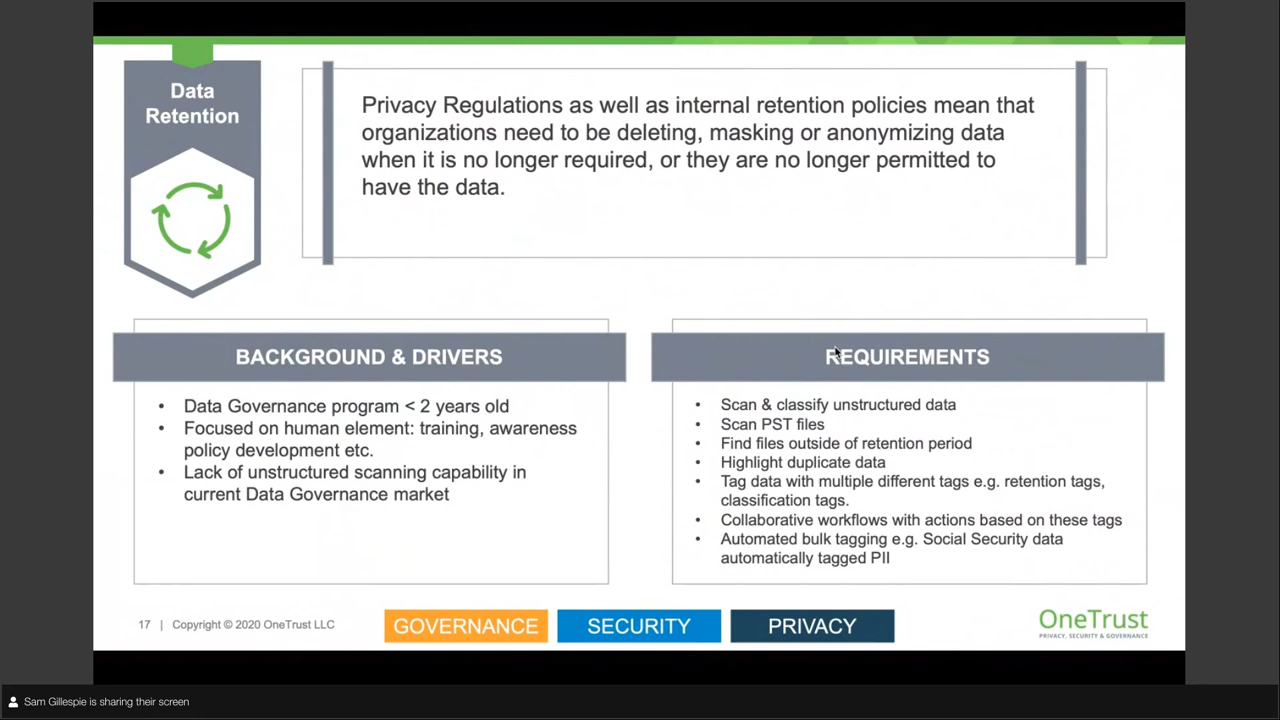 Data
Retention
Privacy Regulations as well as internal retention policies mean that
organizations need to be deleting, masking or anonymizing data
when it is no longer required, or they are no longer permitted to
have the data.
BACKGROUND & DRIVERS
• Data Governance program < 2 years old
• Focused on human element: training, awareness
policy development etc.
• Lack of unstructured scanning capability in
current Data Governance market
REQUIREMENTS
• Scan & classify unstructured data
• Scan PST files
• Find files outside of retention period
• Highlight duplicate data
• Tag data with multiple different tags e.g. retention tags,
classification tags.
• Collaborative workflows with actions based on these tags
• Automated bulk tagging e.g. Social Security data
automatically tagged PII
17 | Copyright © 2020 OneTrust LLC
GOVERNANCE
SECURITY
PRIVACY
OneTrust
PRIVACY, SECURITY & GOVERNANCE
Sam Gillespie is sharing their screen